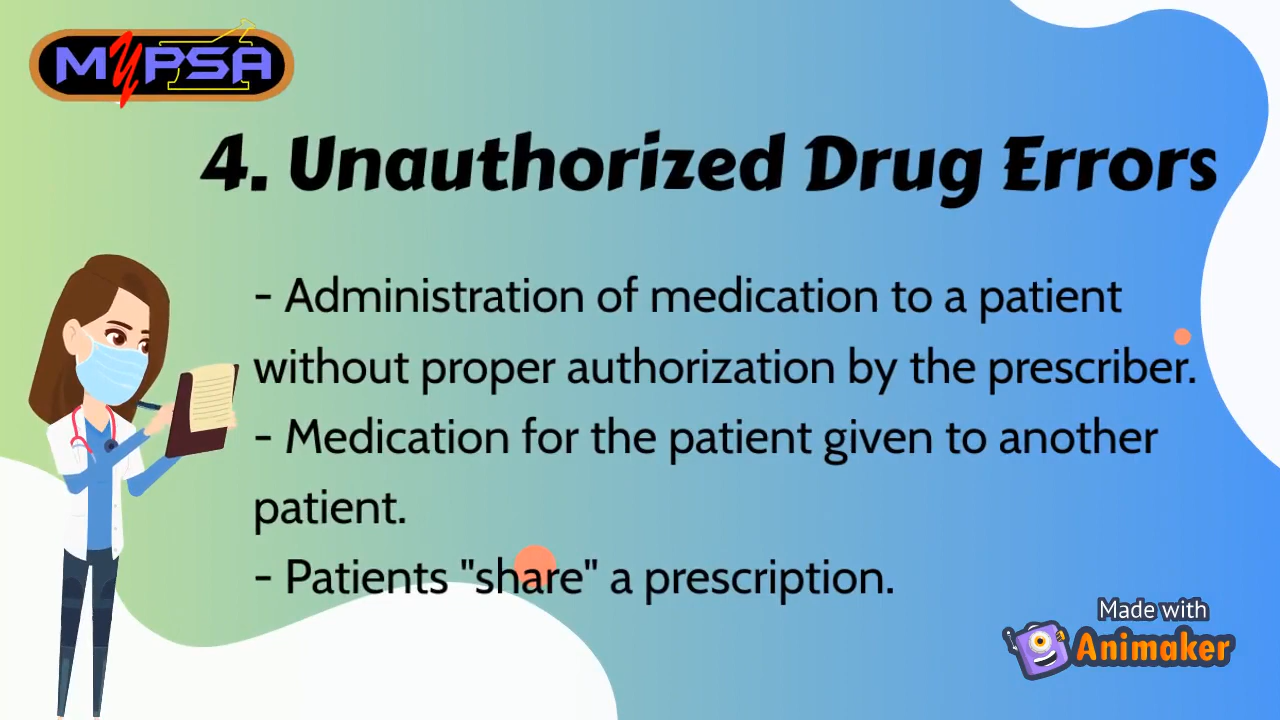 MYPSA
4. Unauthorized Drug Errors
- Administration of medication to a patient
without proper authorization by the prescriber.
- Medication for the patient given to another
patient.
- Patients "share" a prescription.
Made with
Animaker